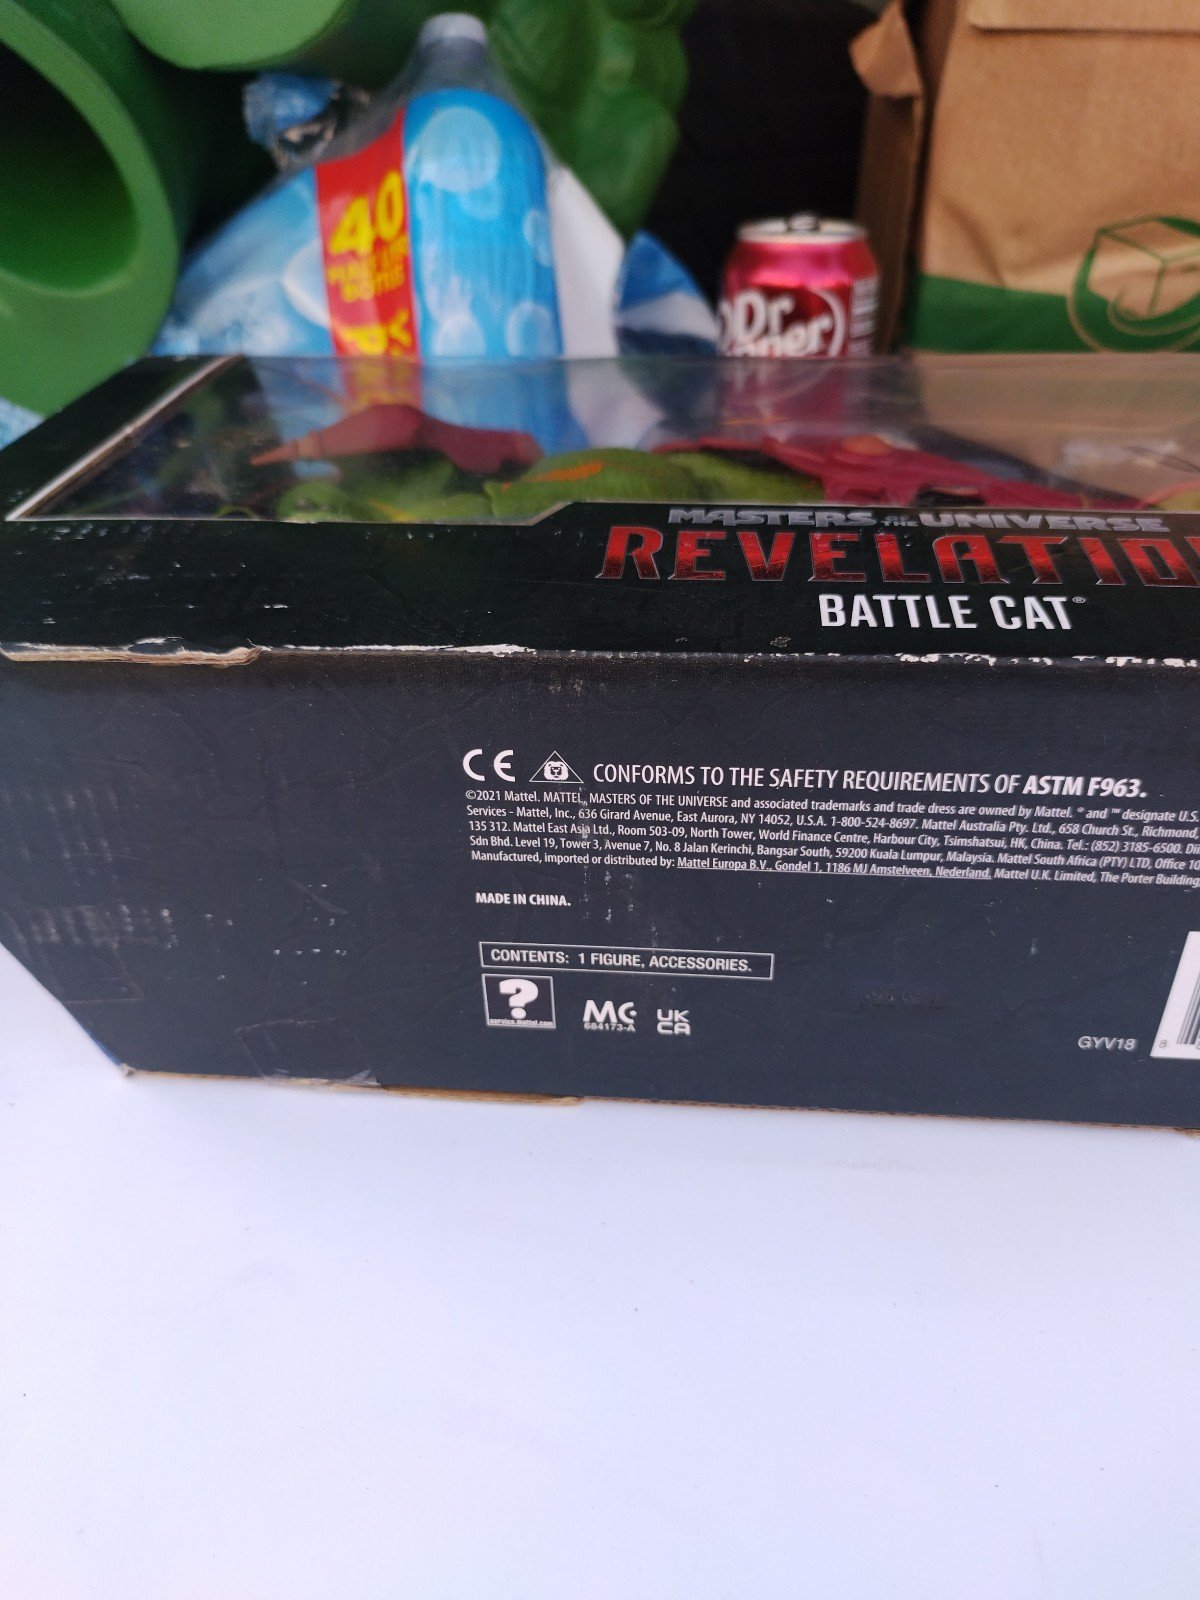 40
Dr
MASTERS OF THE UNIVERSE
REVELATIO
BATTLE CAT®
CE CONFORMS TO THE SAFETY REQUIREMENTS OF ASTM F963.
©2021 Mattel. MATTEL, MASTERS OF THE UNIVERSE and associated trademarks and trade dress are owned by Mattel. ® and ™ designate U.S.
Services - Mattel, Inc., 636 Girard Avenue, East Aurora, NY 14052, U.S.A. 1-800-524-8697. Mattel Australia Pty. Ltd., 658 Church St., Richmond,
135 312. Mattel East Asia Ltd., Room 503-09, North Tower, World Finance Centre, Harbour City, Tsimshatsui, HK, China. Tel.: (852) 3185-6500.
Sdn Bhd. Level 19, Tower 3, Avenue 7, No. 8 Jalan Kerinchi, Bangsar South, 59200 Kuala Lumpur, Malaysia. Mattel South Africa (PTY) LTD, Office 10
Manufactured, imported or distributed by: Mattel Europa B.V., Gondel 1, 1186 MJ Amstelveen, Nederland. Mattel U.K. Limited, The Porter Building
MADE IN CHINA.
CONTENTS: 1 FIGURE, ACCESSORIES.
?
service.mattel.com
MC
684173-A
UK
CA
GYV18
8